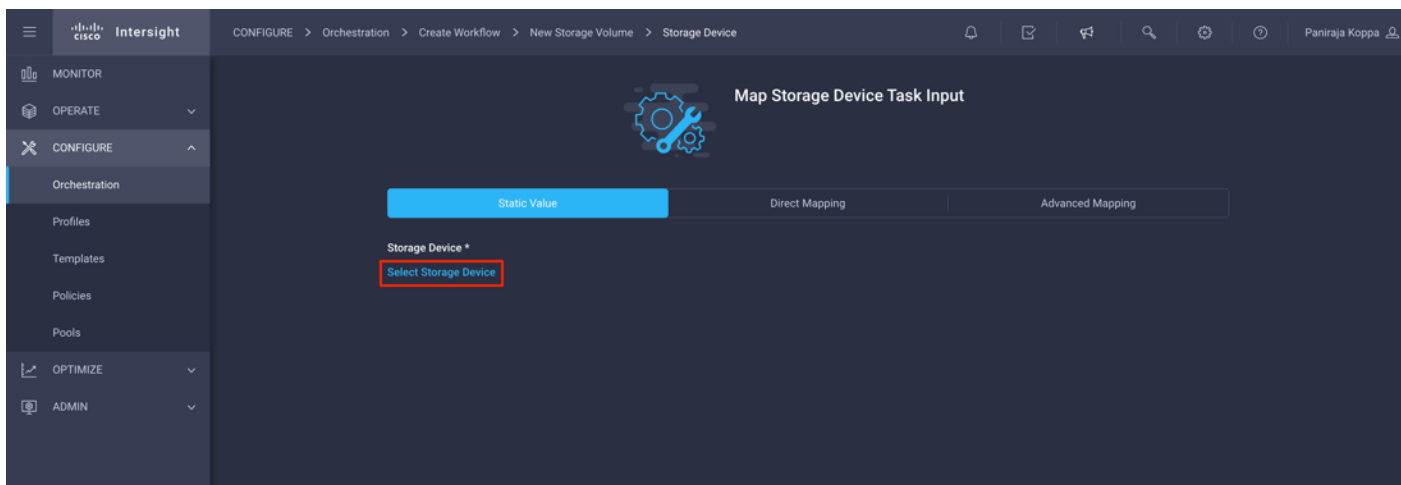 cisco Intersight
CONFIGURE > Orchestration > Create Workflow > New Storage Volume > Storage Device
Paniraja Koppa
MONITOR
OPERATE
CONFIGURE
Orchestration
Profiles
Templates
Policies
Pools
OPTIMIZE
ADMIN
Map Storage Device Task Input
Static Value Direct Mapping Advanced Mapping
Storage Device *
Select Storage Device